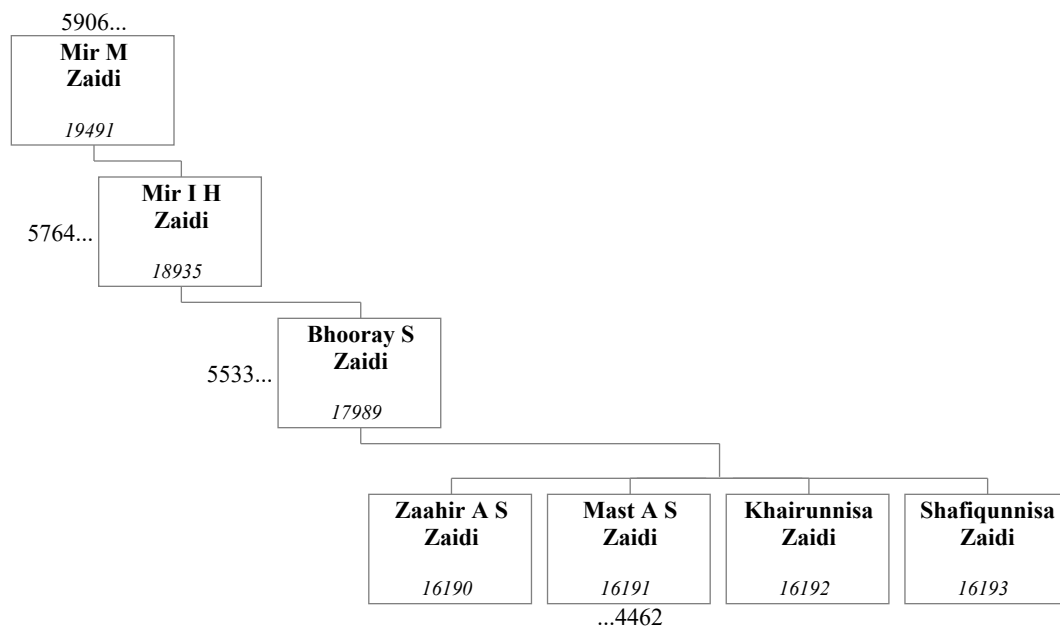 5906...
Mir M
Zaidi
19491
Mir I H
Zaidi
5764...
18935
Bhooray S
Zaidi
5533...
17989
Zaahir A S
Zaidi
16190
Mast A S
Zaidi
16191
Khairunnisa
Zaidi
16192
Shafiqunnisa
Zaidi
16193
...4462